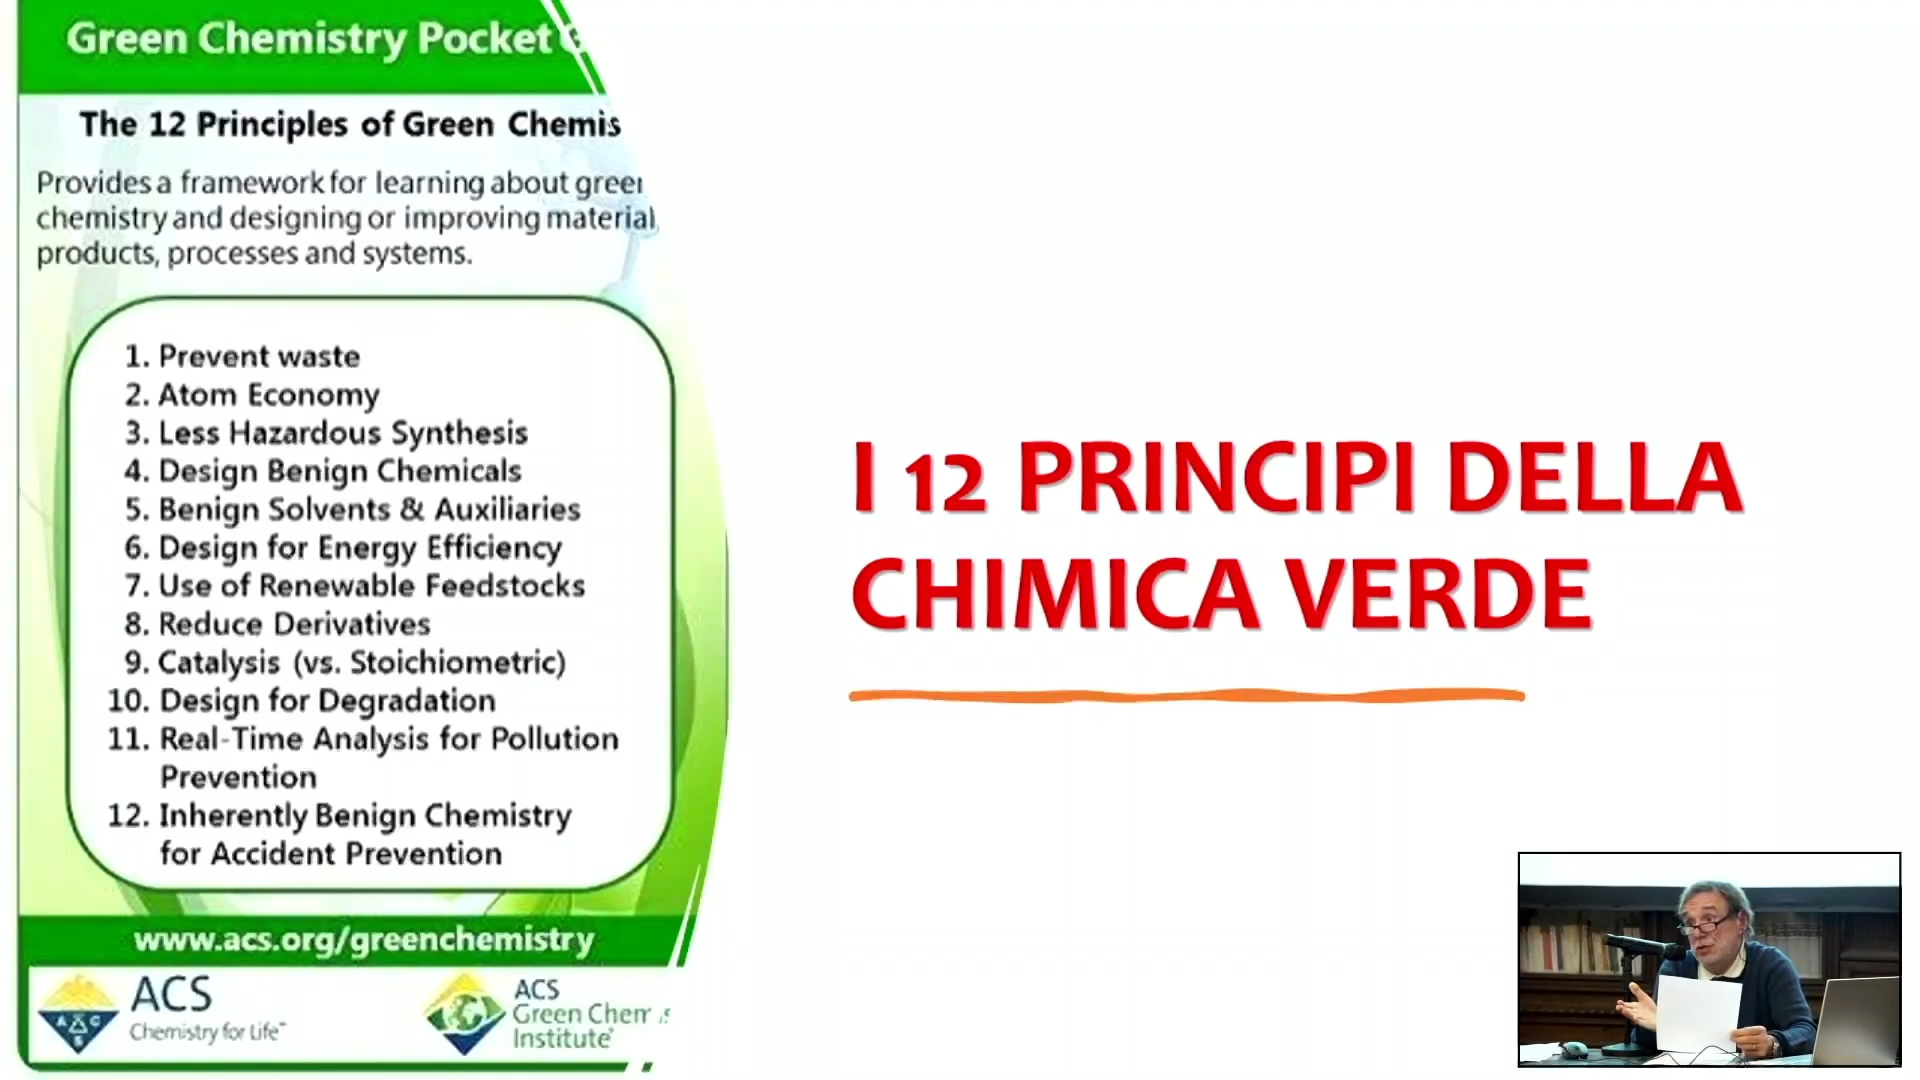 Green Chemistry Pocket
The 12 Principles of Green Chemis
Provides a framework for learning about green
chemistry and designing or improving material
products, processes and systems.
1. Prevent waste
2. Atom Economy
3. Less Hazardous Synthesis
4. Design Benign Chemicals
5. Benign Solvents & Auxiliaries
6. Design for Energy Efficiency
7. Use of Renewable Feedstocks
8. Reduce Derivatives
9. Catalysis (vs. Stoichiometric)
10. Design for Degradation
11. Real-Time Analysis for Pollution
Prevention
12. Inherently Benign Chemistry
for Accident Prevention
www.acs.org/greenchemistry
ACS
Chemistry for Life™
ACS
Green Chem
Institute®
I 12 PRINCIPI DELLA
CHIMICA VERDE